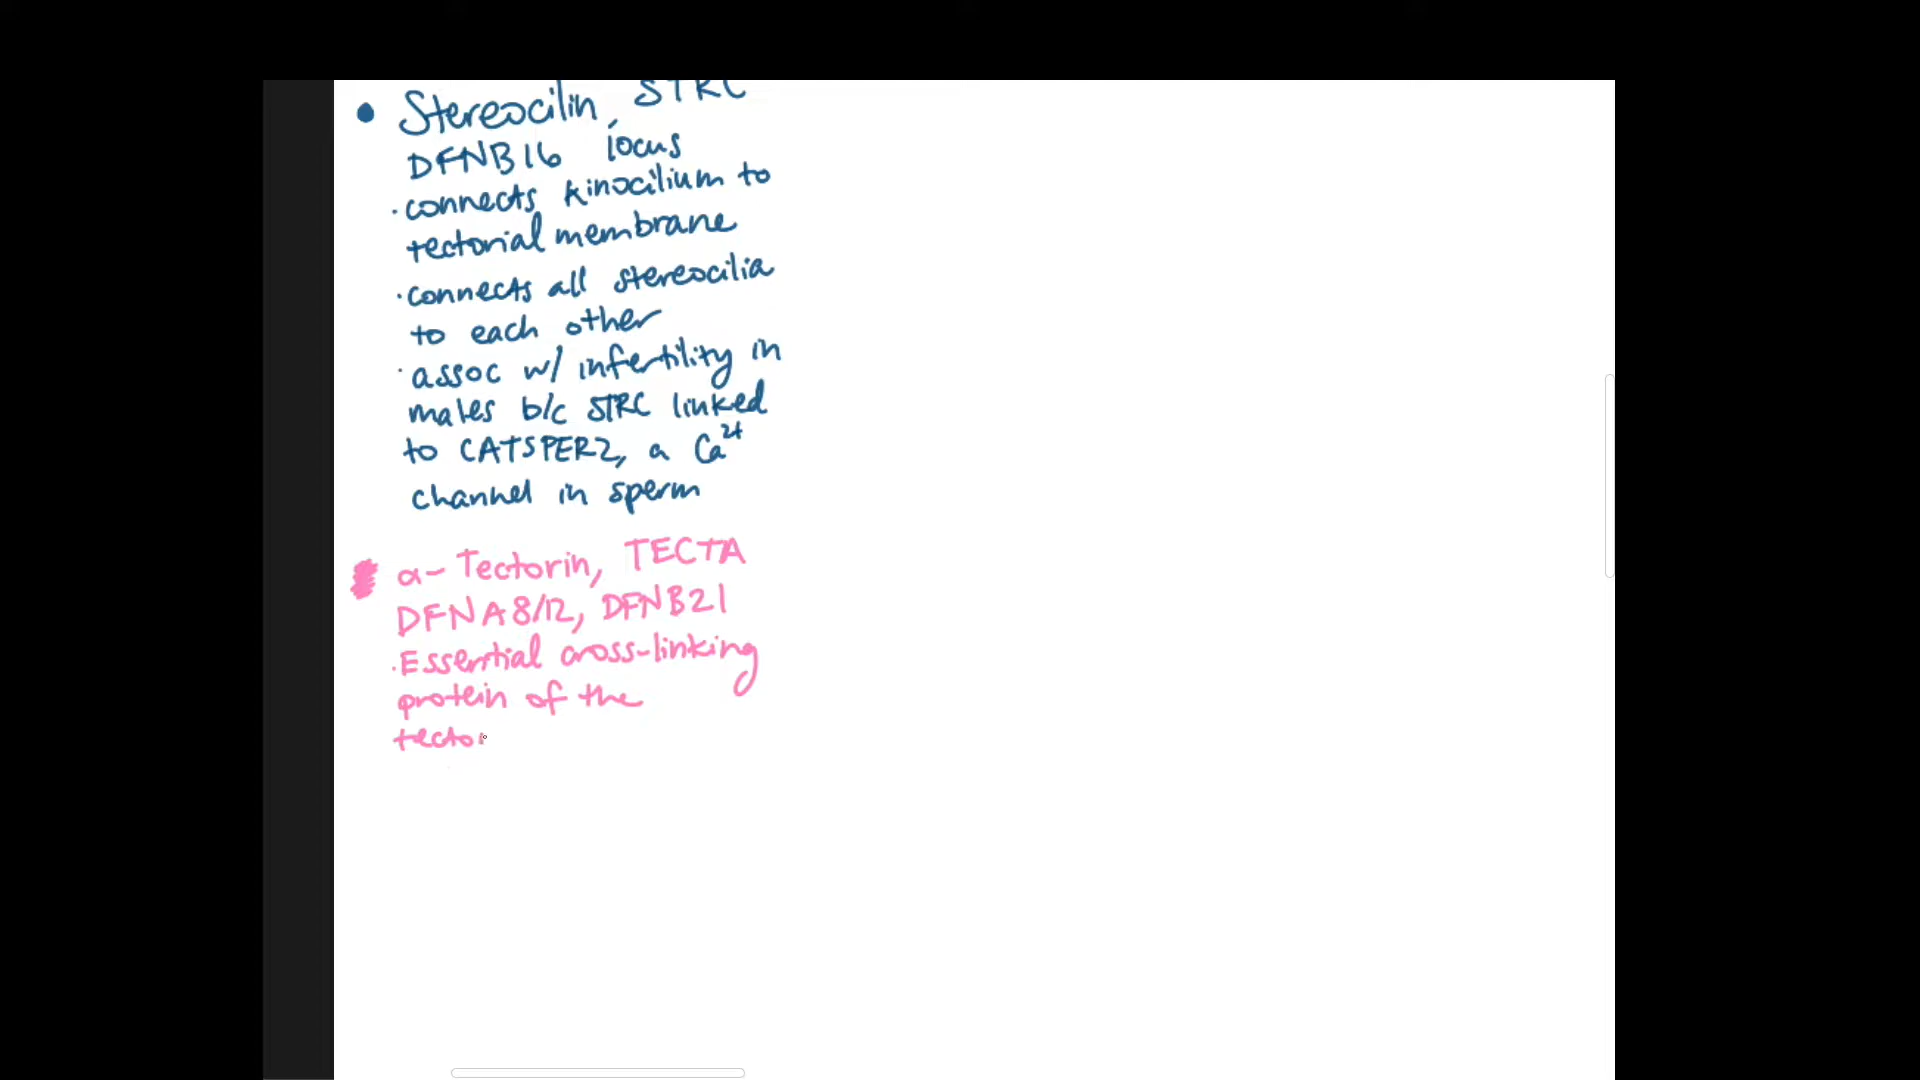 • Stereocilin, STRC
DFNB16 locus
· connects kinocilium to
tectorial membrane
· connects all stereocilia
to each other
· assoc w/ infertility in
males b/c STRC linked
to CATSPER2, a Ca²⁺
channel in sperm
α- Tectorin, TECTA
DFNA8/12, DFNB21
· Essential cross-linking
protein of the
tector